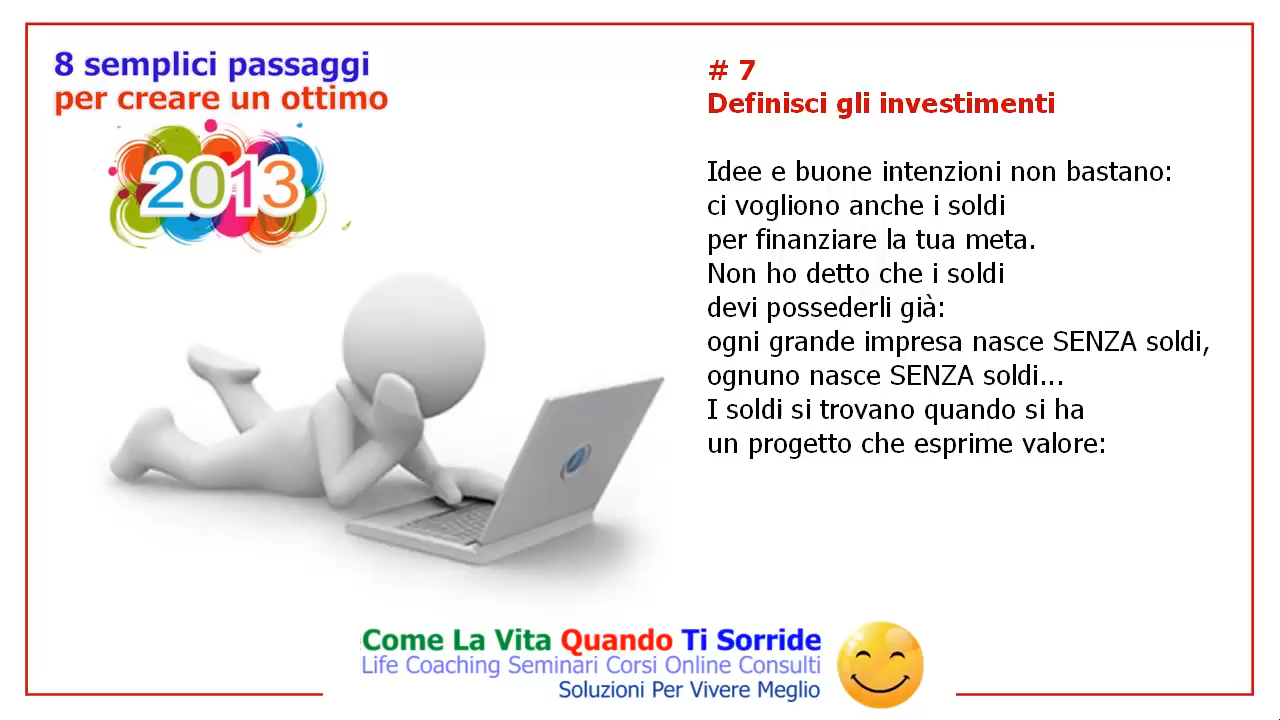 8 semplici passaggi
per creare un ottimo
2013
# 7
Definisci gli investimenti
Idee e buone intenzioni non bastano:
ci vogliono anche i soldi
per finanziare la tua meta.
Non ho detto che i soldi
devi possederli già:
ogni grande impresa nasce SENZA soldi,
ognuno nasce SENZA soldi...
I soldi si trovano quando si ha
un progetto che esprime valore:
Come La Vita Quando Ti Sorride
Life Coaching Seminari Corsi Online Consulti
Soluzioni Per Vivere Meglio